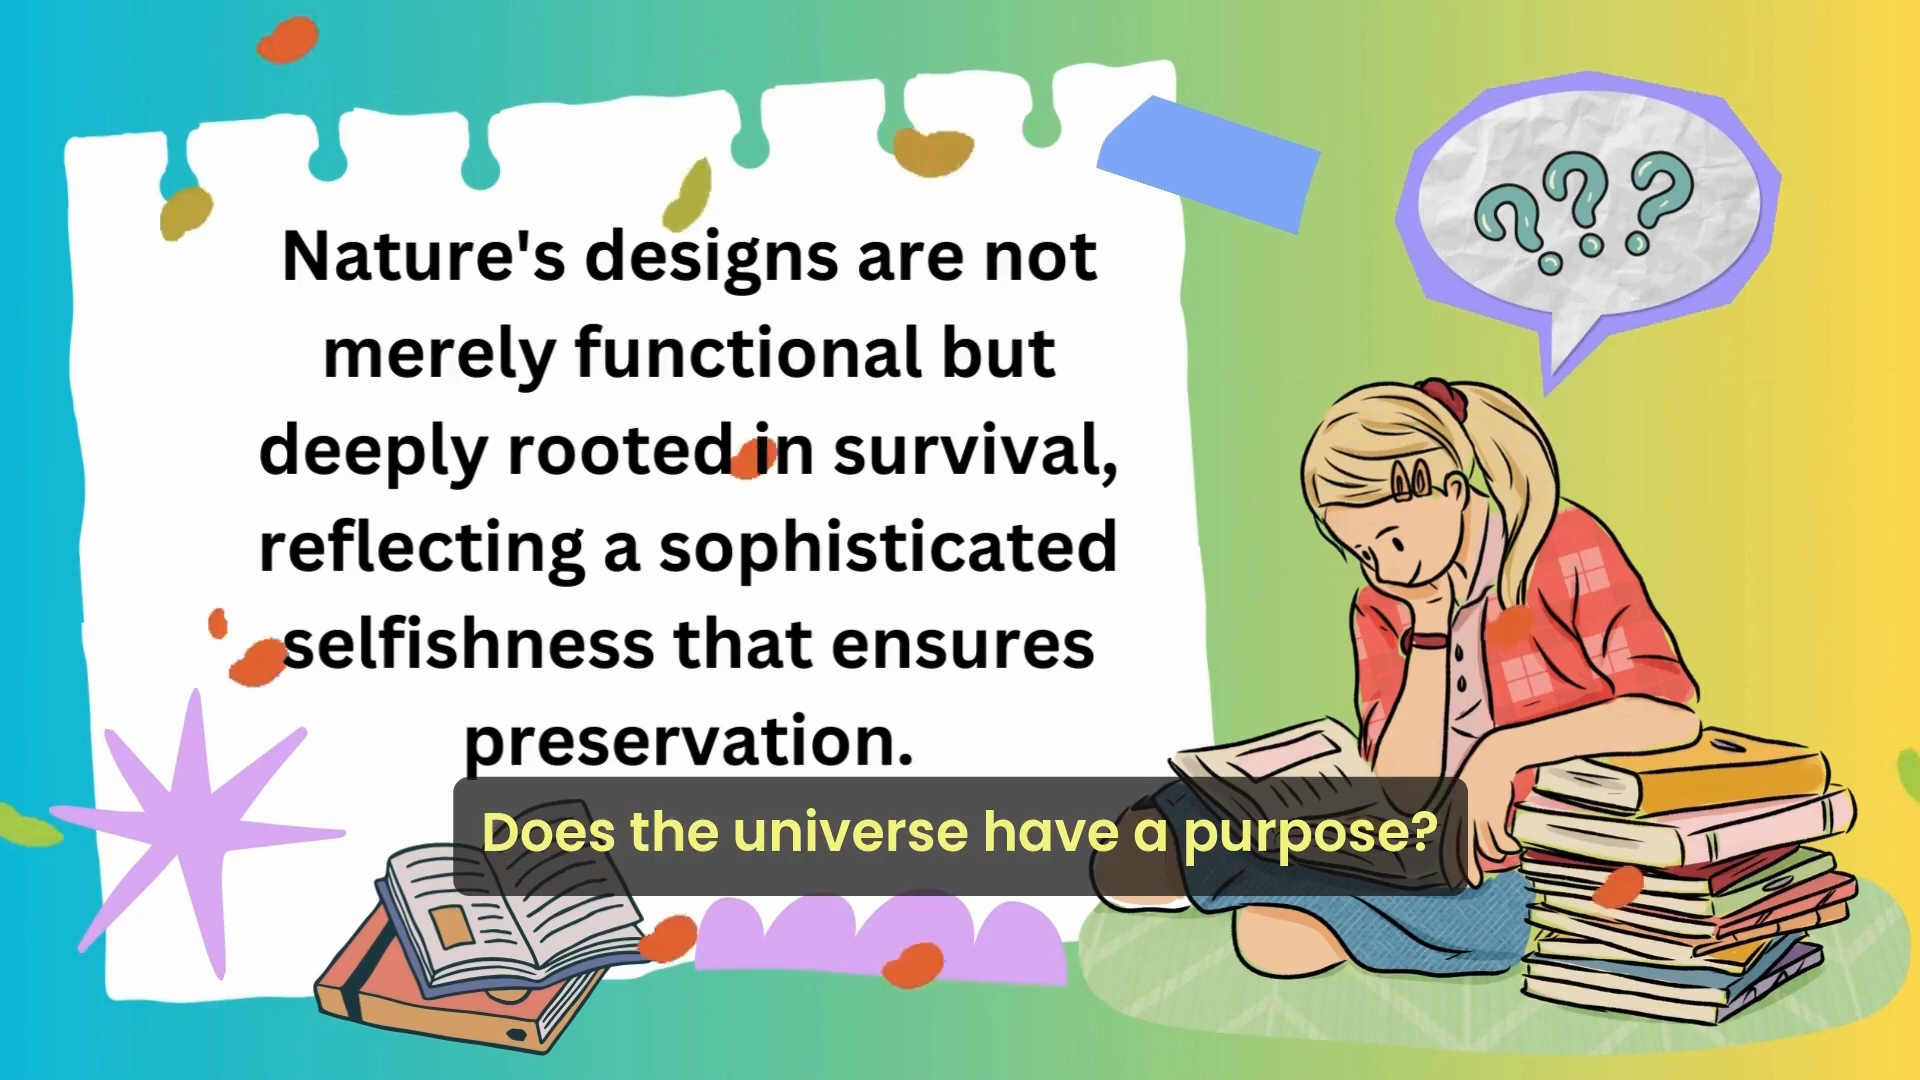 Nature's designs are not
merely functional but
deeply rooted in survival,
reflecting a sophisticated
selfishness that ensures
preservation.
Does the universe have a purpose?
???